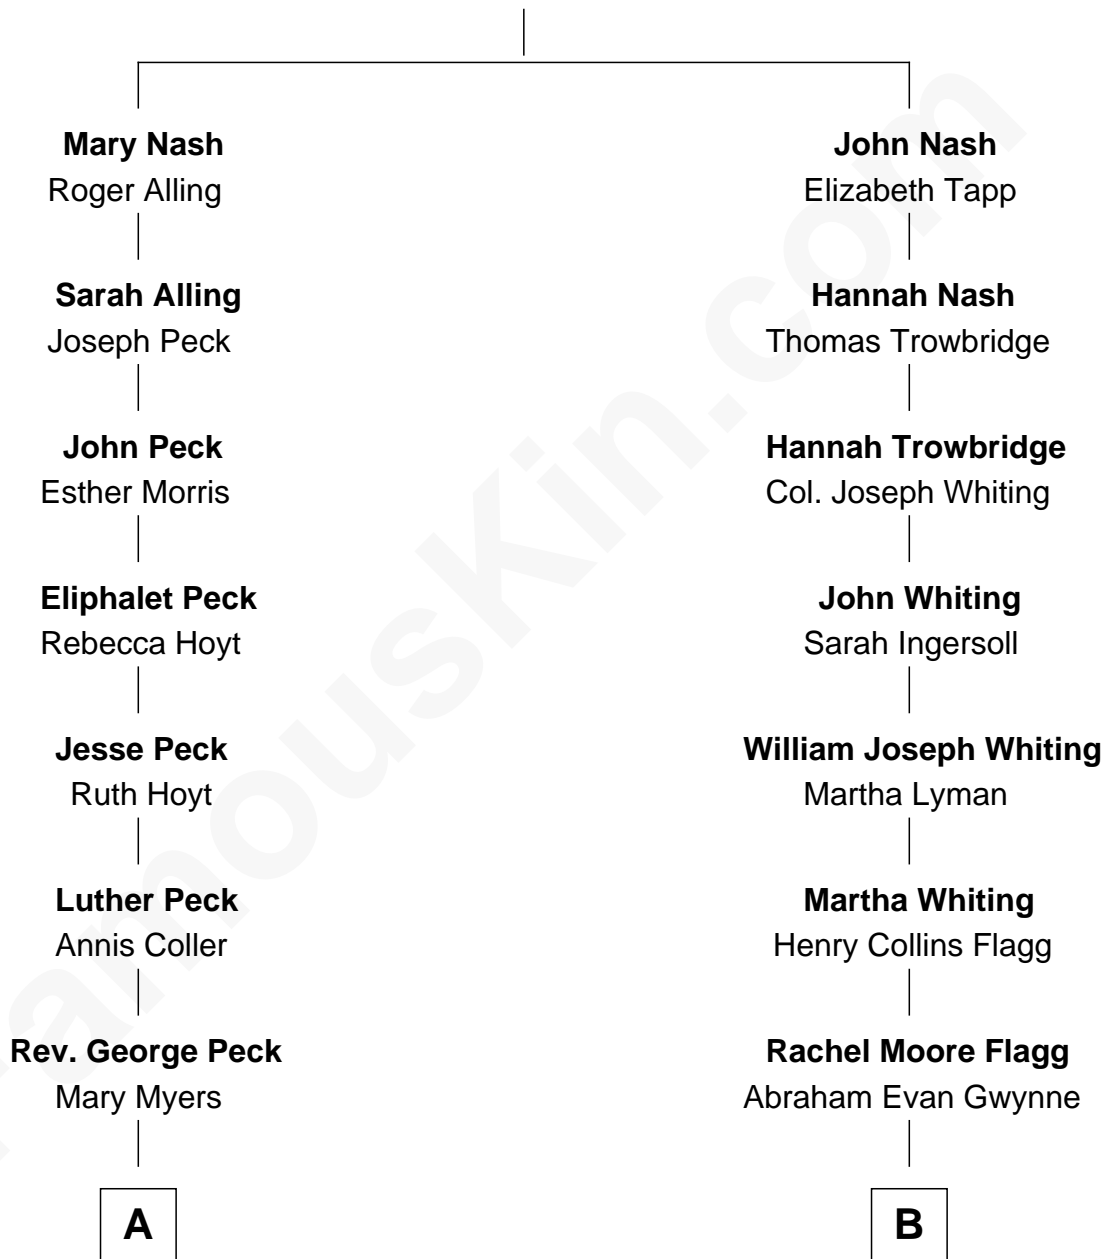 Mary Nash
Roger Alling
John Nash
Elizabeth Tapp
Sarah Alling
Joseph Peck
Hannah Nash
Thomas Trowbridge
John Peck
Esther Morris
Hannah Trowbridge
Col. Joseph Whiting
Eliphalet Peck
Rebecca Hoyt
John Whiting
Sarah Ingersoll
Jesse Peck
Ruth Hoyt
William Joseph Whiting
Martha Lyman
Luther Peck
Annis Coller
Martha Whiting
Henry Collins Flagg
Rev. George Peck
Mary Myers
Rachel Moore Flagg
Abraham Evan Gwynne
A
B
FamousKin.com